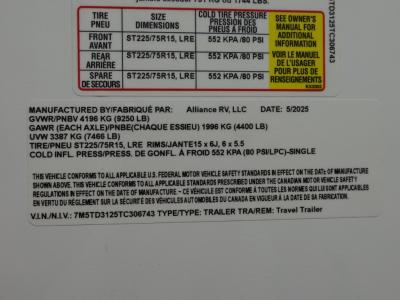 TIRE PNEU SIZE DIMENSIONS COLD TIRE PRESSURE PRESSION DES PNEUS À FROID
FRONT AVANT ST225/75R15, LRE 552 KPA /80 PSI
REAR ARRIÈRE ST225/75R15, LRE 552 KPA /80 PSI
SPARE DE SECOURS ST225/75R15, LRE 552 KPA /80 PSI
SEE OWNER'S
MANUAL FOR
ADDITIONAL
INFORMATION
VOIR LE MANUEL
DE L'USAGER
POUR PLUS DE
RENSEIGNEMENTS
MANUFACTURED BY/FABRIQUÉ PAR: Alliance RV, LLC DATE: 5/2025
GVWR/PNBV 4196 KG (9250 LB)
GAWR (EACH AXLE)/PNBE(CHAQUE ESSIEU) 1996 KG (4400 LB)
UVW 3387 KG (7466 LB)
TIRE/PNEU ST225/75R15, LRE RIMS/JANTE15 x 6J, 6 x 5.5
COLD INFL. PRESS/PRESS. DE GONFL. À FROID 552 KPA (80 PSI/LPC)-SINGLE
THIS VEHICLE CONFORMS TO ALL APPLICABLE U.S. FEDERAL MOTOR VEHICLE SAFETY STANDARDS IN EFFECT ON THE DATE OF MANUFACTURE
SHOWN ABOVE, THIS VEHICLE CONFORMS TO ALL APPLICABLE STANDARDS PRESCRIBED UNDER THE CANADIAN MOTOR VEHICLE SAFETY
REGULATIONS IN EFFECT ON THE DATE OF MANUFACTURE ~ CE VÉHICULE EST CONFORME À TOUTES LES NORMES QUI LUI SONT APPLICABLES
EN VERTU DU RÈGLEMENT SUR LA SÉCURITÉ DES VÉHICULES AUTOMOBILES DU CANADA EN VIGUEUR À LA DATE DE SA FABRICATION
V.I.N./N.I.V.: 7M5TD3125TC306743 TYPE/TYPE: TRAILER TRA/REM: Travel Trailer